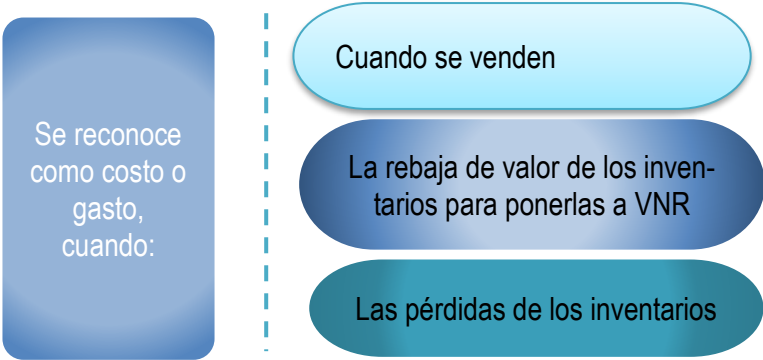 Se reconoce
como costo o
gasto,
cuando:
Cuando se venden
La rebaja de valor de los inven-
tarios para ponerlas a VNR
Las pérdidas de los inventarios